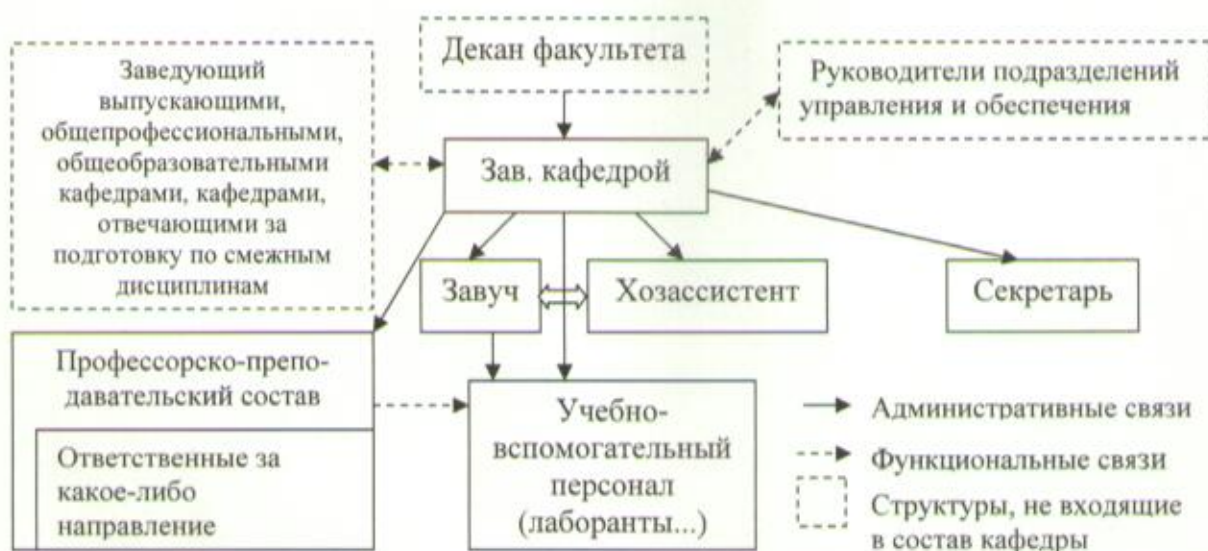 Декан факультета
Заведующий
выпускающими,
общепрофессиональными,
общеобразовательными
кафедрами, кафедрами,
отвечающими за
подготовку по смежным
дисциплинам
Руководители подразделений
управления и обеспечения
Зав. кафедрой
Завуч
Хозассистент
Секретарь
Профессорско-препо-
давательский состав
Ответственные за
какое-либо
направление
Учебно-
вспомогательный
персонал
(лаборанты...)
Административные связи
Функциональные связи
Структуры, не входящие
в состав кафедры